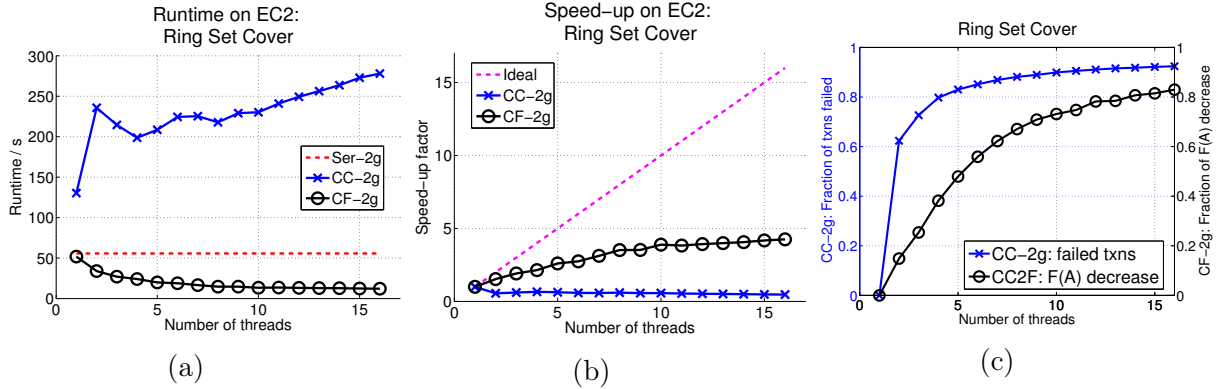 Runtime on EC2:
Ring Set Cover
300
250
200
150
100
50
0
Runtime / s
0
5
10
15
Number of threads
Ser−2g
CC−2g
CF−2g
(a)
Speed−up on EC2:
Ring Set Cover
15
10
5
0
Speed−up factor
0
5
10
15
Number of threads
Ideal
CC−2g
CF−2g
(b)
Ring Set Cover
1
0.8
0.6
0.4
0.2
0
CC−2g: Fraction of txns failed
5
10
15
Number of threads
1
0.8
0.6
0.4
0.2
0
CF−2g: Fraction of F(A) decrease
CC−2g: failed txns
CC2F: F(A) decrease
(c)